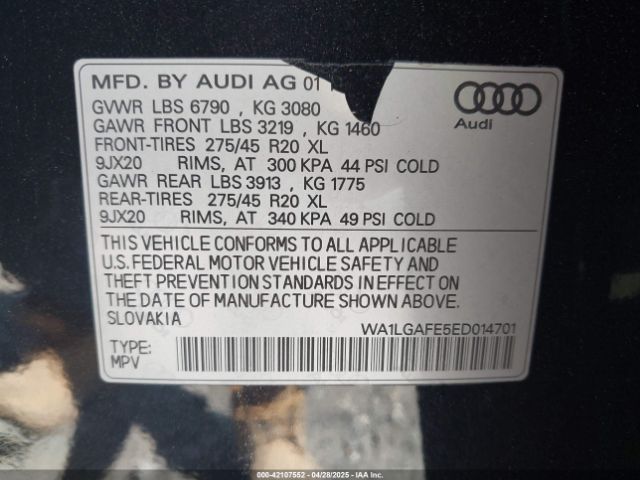 MFD. BY AUDI AG 01
GVWR LBS 6790 , KG 3080
GAWR FRONT LBS 3219 , KG 1460
FRONT-TIRES 275/45 R20 XL
9JX20 RIMS, AT 300 KPA 44 PSI COLD
GAWR REAR LBS 3913 , KG 1775
REAR-TIRES 275/45 R20 XL
9JX20 RIMS, AT 340 KPA 49 PSI COLD
Audi
THIS VEHICLE CONFORMS TO ALL APPLICABLE
U.S. FEDERAL MOTOR VEHICLE SAFETY AND
THEFT PREVENTION STANDARDS IN EFFECT ON
THE DATE OF MANUFACTURE SHOWN ABOVE.
SLOVAKIA
WA1LGAFE5ED014701
TYPE:
MPV
000-42107552 - 04/28/2025 - IAA Inc.